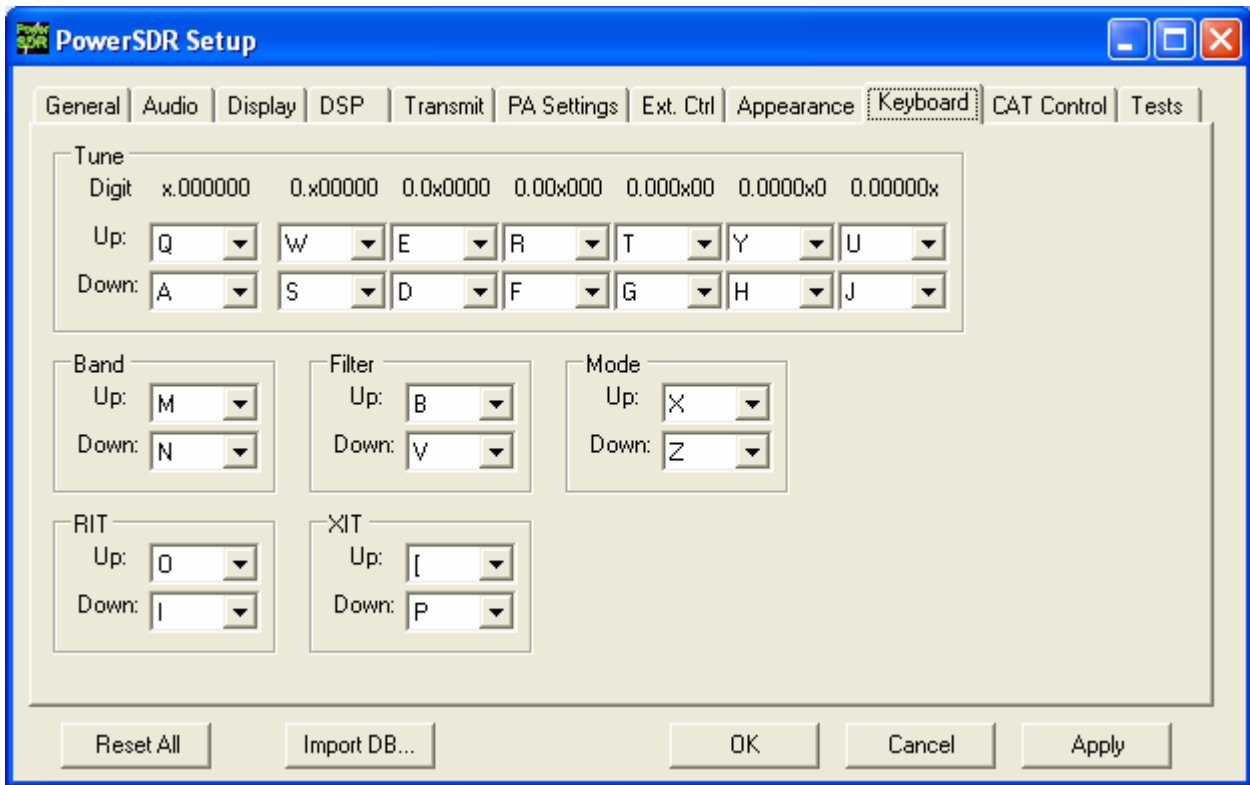 PowerSDR Setup
General Audio Display DSP Transmit PA Settings Ext. Ctrl Appearance Keyboard CAT Control Tests
Tune
Digit x.000000 0.x00000 0.0x0000 0.00x000 0.000x00 0.0000x0 0.00000x
Up: Q W E R T Y U
Down: A S D F G H J
Band Filter Mode
Up: M Up: B Up: X
Down: N Down: V Down: Z
RIT XIT
Up: O Up: [
Down: I Down: P
Reset All Import DB... OK Cancel Apply